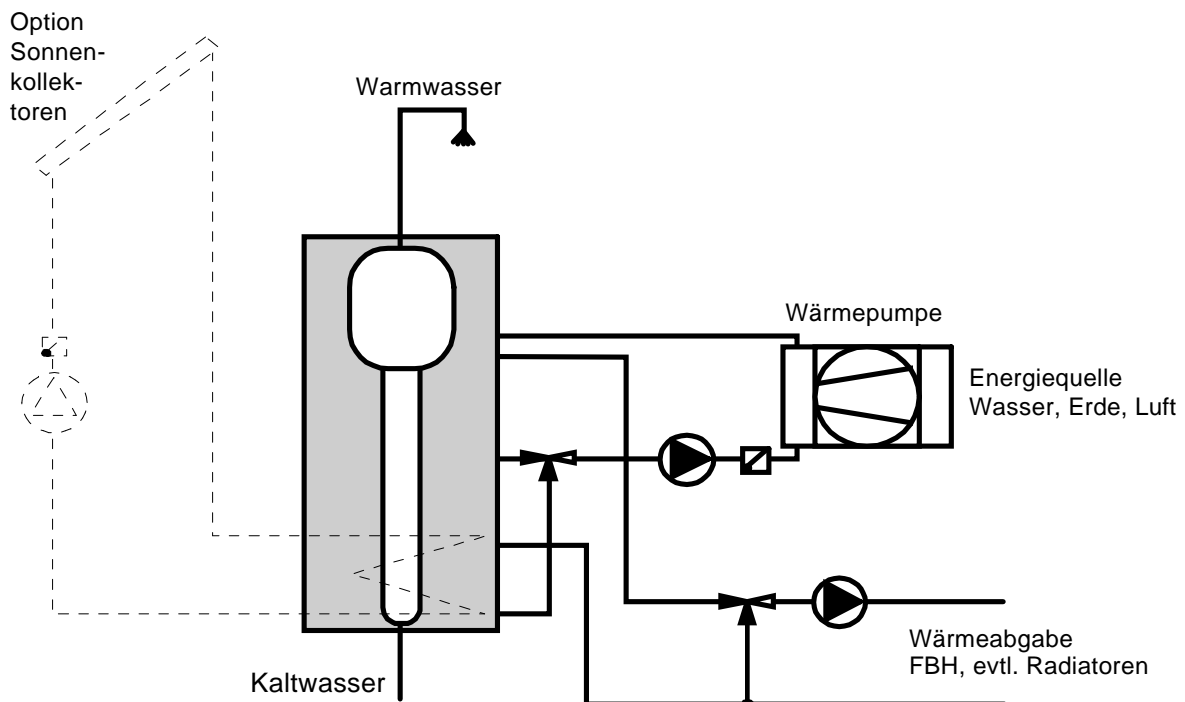 Option
Sonnen-
kollek-
toren
Warmwasser
Wärmepumpe
Energiequelle
Wasser, Erde, Luft
Wärmeabgabe
FBH, evtl. Radiatoren
Kaltwasser